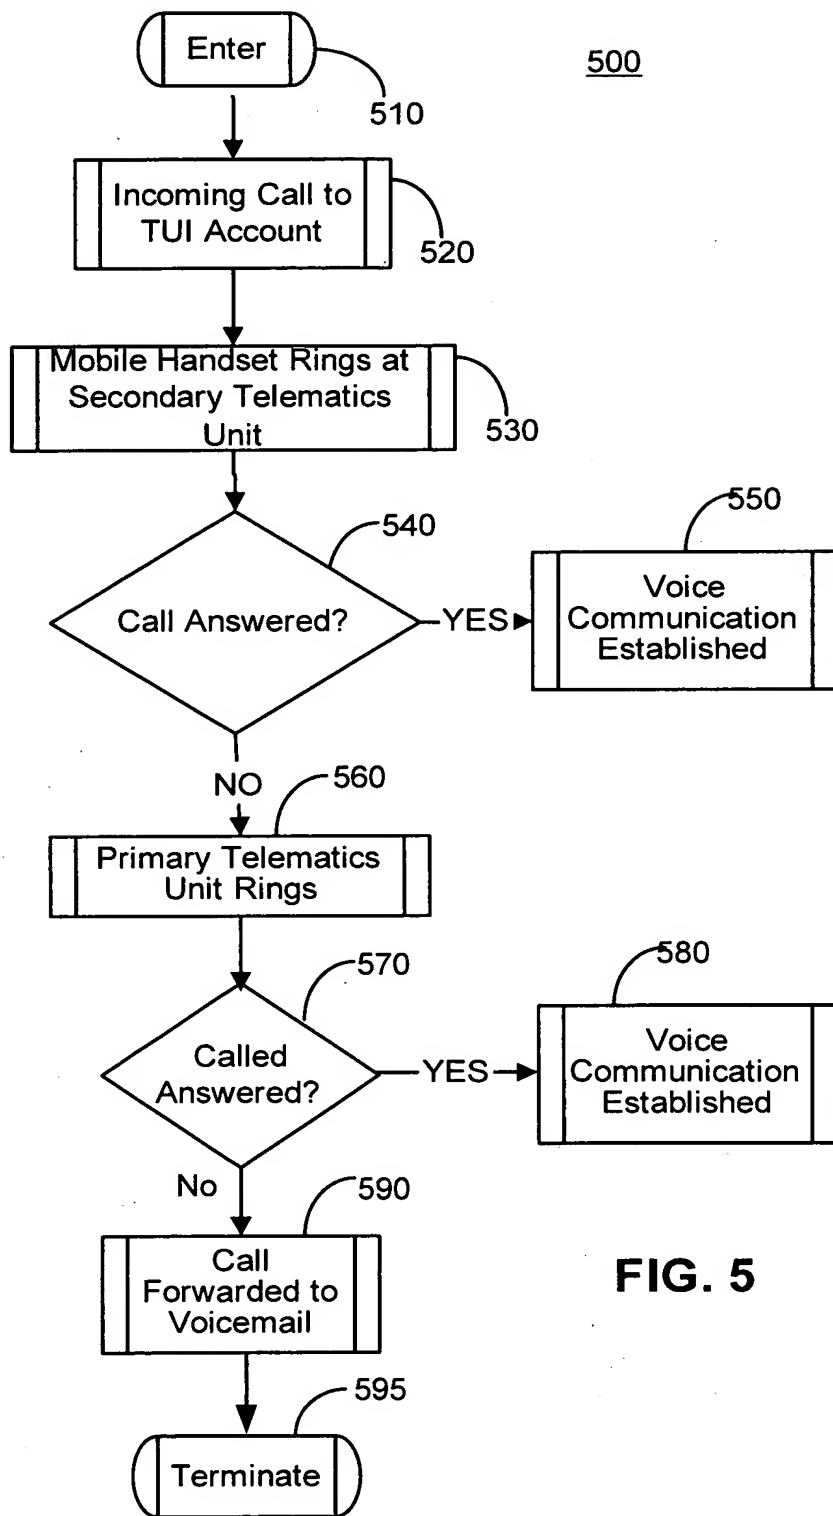 Enter
500
510
Incoming Call to
TUI Account
520
Mobile Handset Rings at
Secondary Telematics
Unit
530
540
550
Call Answered?
YES
Voice
Communication
Established
NO
560
Primary Telematics
Unit Rings
570
580
Called
Answered?
YES
Voice
Communication
Established
No
590
Call
Forwarded to
Voicemail
FIG. 5
595
Terminate